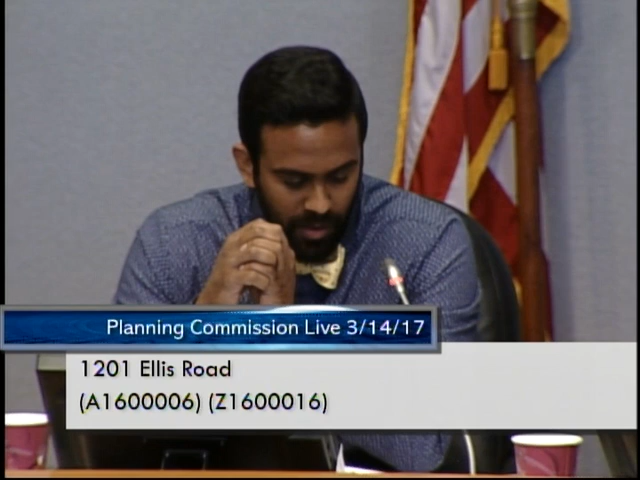 Planning Commission Live 3/14/17
1201 Ellis Road
(A1600006) (Z1600016)